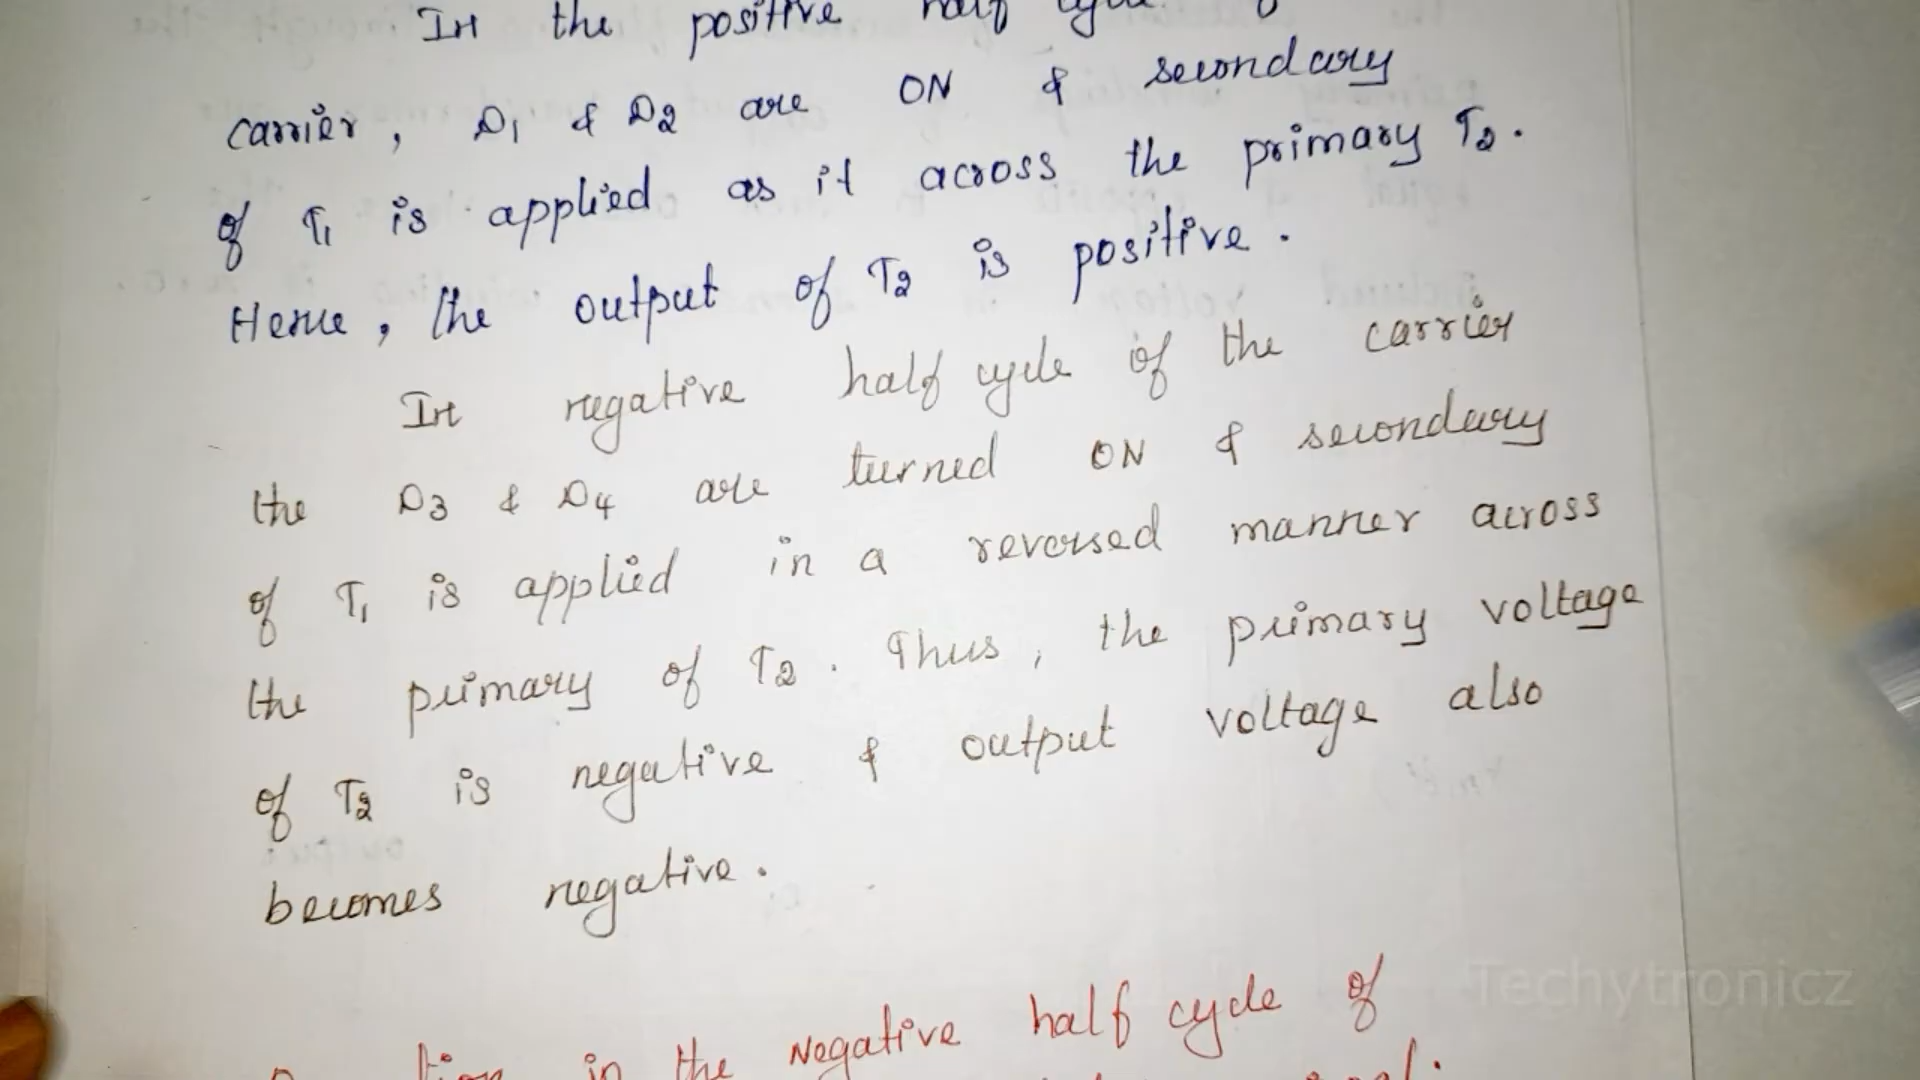 In the positive half cycle of
carrier, D1 & D2 are ON & secondary
of T1 is applied as it across the primary T2.
Hence, the output of T2 is positive.
In negative half cycle of the carrier
the D3 & D4 are turned ON & secondary
of T1 is applied in a reversed manner across
the primary of T2. Thus, the primary voltage
of T2 is negative & output voltage also
becomes negative.
in the Negative half cycle of
Techytronicz